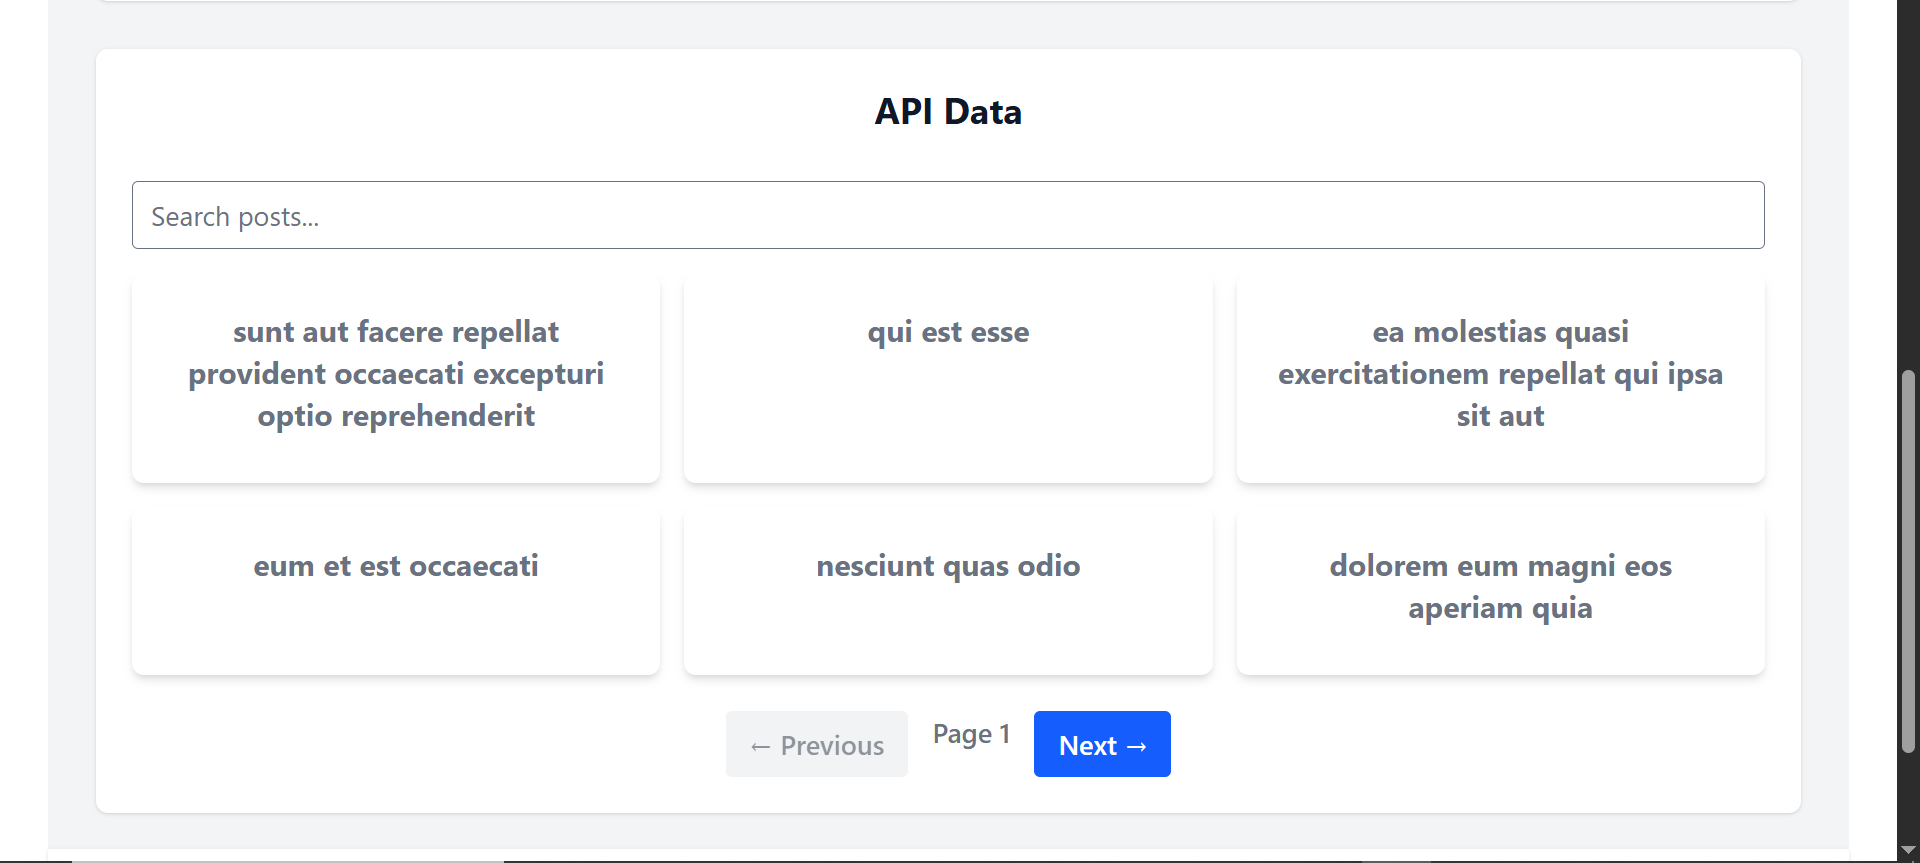 API Data
Search posts...
sunt aut facere repellat
provident occaecati excepturi
optio reprehenderit
qui est esse
ea molestias quasi
exercitationem repellat qui ipsa
sit aut
eum et est occaecati
nesciunt quas odio
dolorem eum magni eos
aperiam quia
← Previous
Page 1
Next →